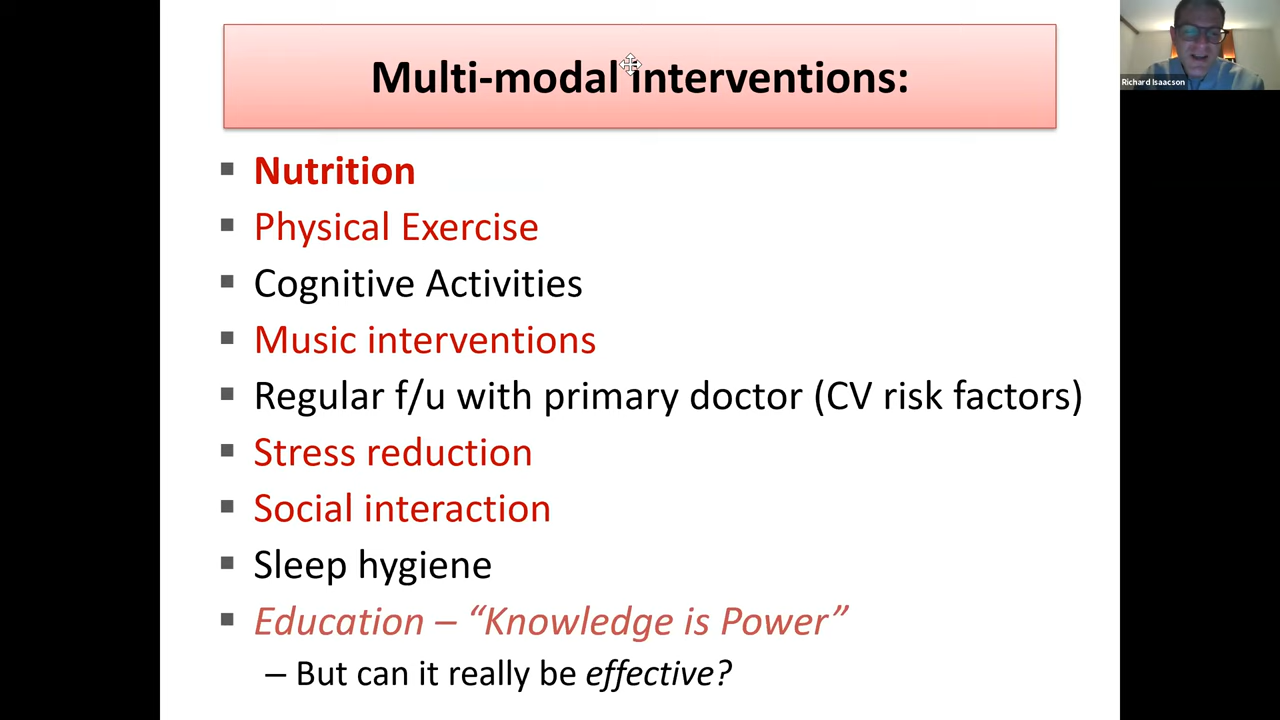 Multi-modal interventions:
Richard Isaacson
Nutrition
Physical Exercise
Cognitive Activities
Music interventions
Regular f/u with primary doctor (CV risk factors)
Stress reduction
Social interaction
Sleep hygiene
Education – “Knowledge is Power”
– But can it really be effective?